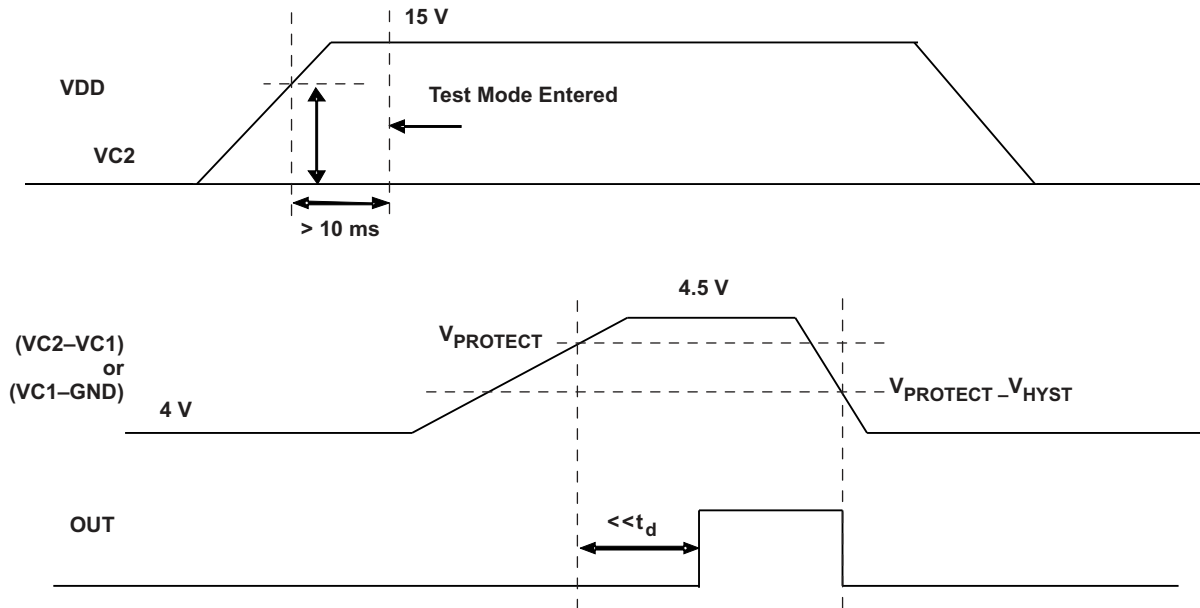 15 V
VDD
Test Mode Entered
VC2
> 10 ms
4.5 V
(VC2–VC1)
or
(VC1–GND)
VPROTECT
VPROTECT –VHYST
4 V
OUT
<<td